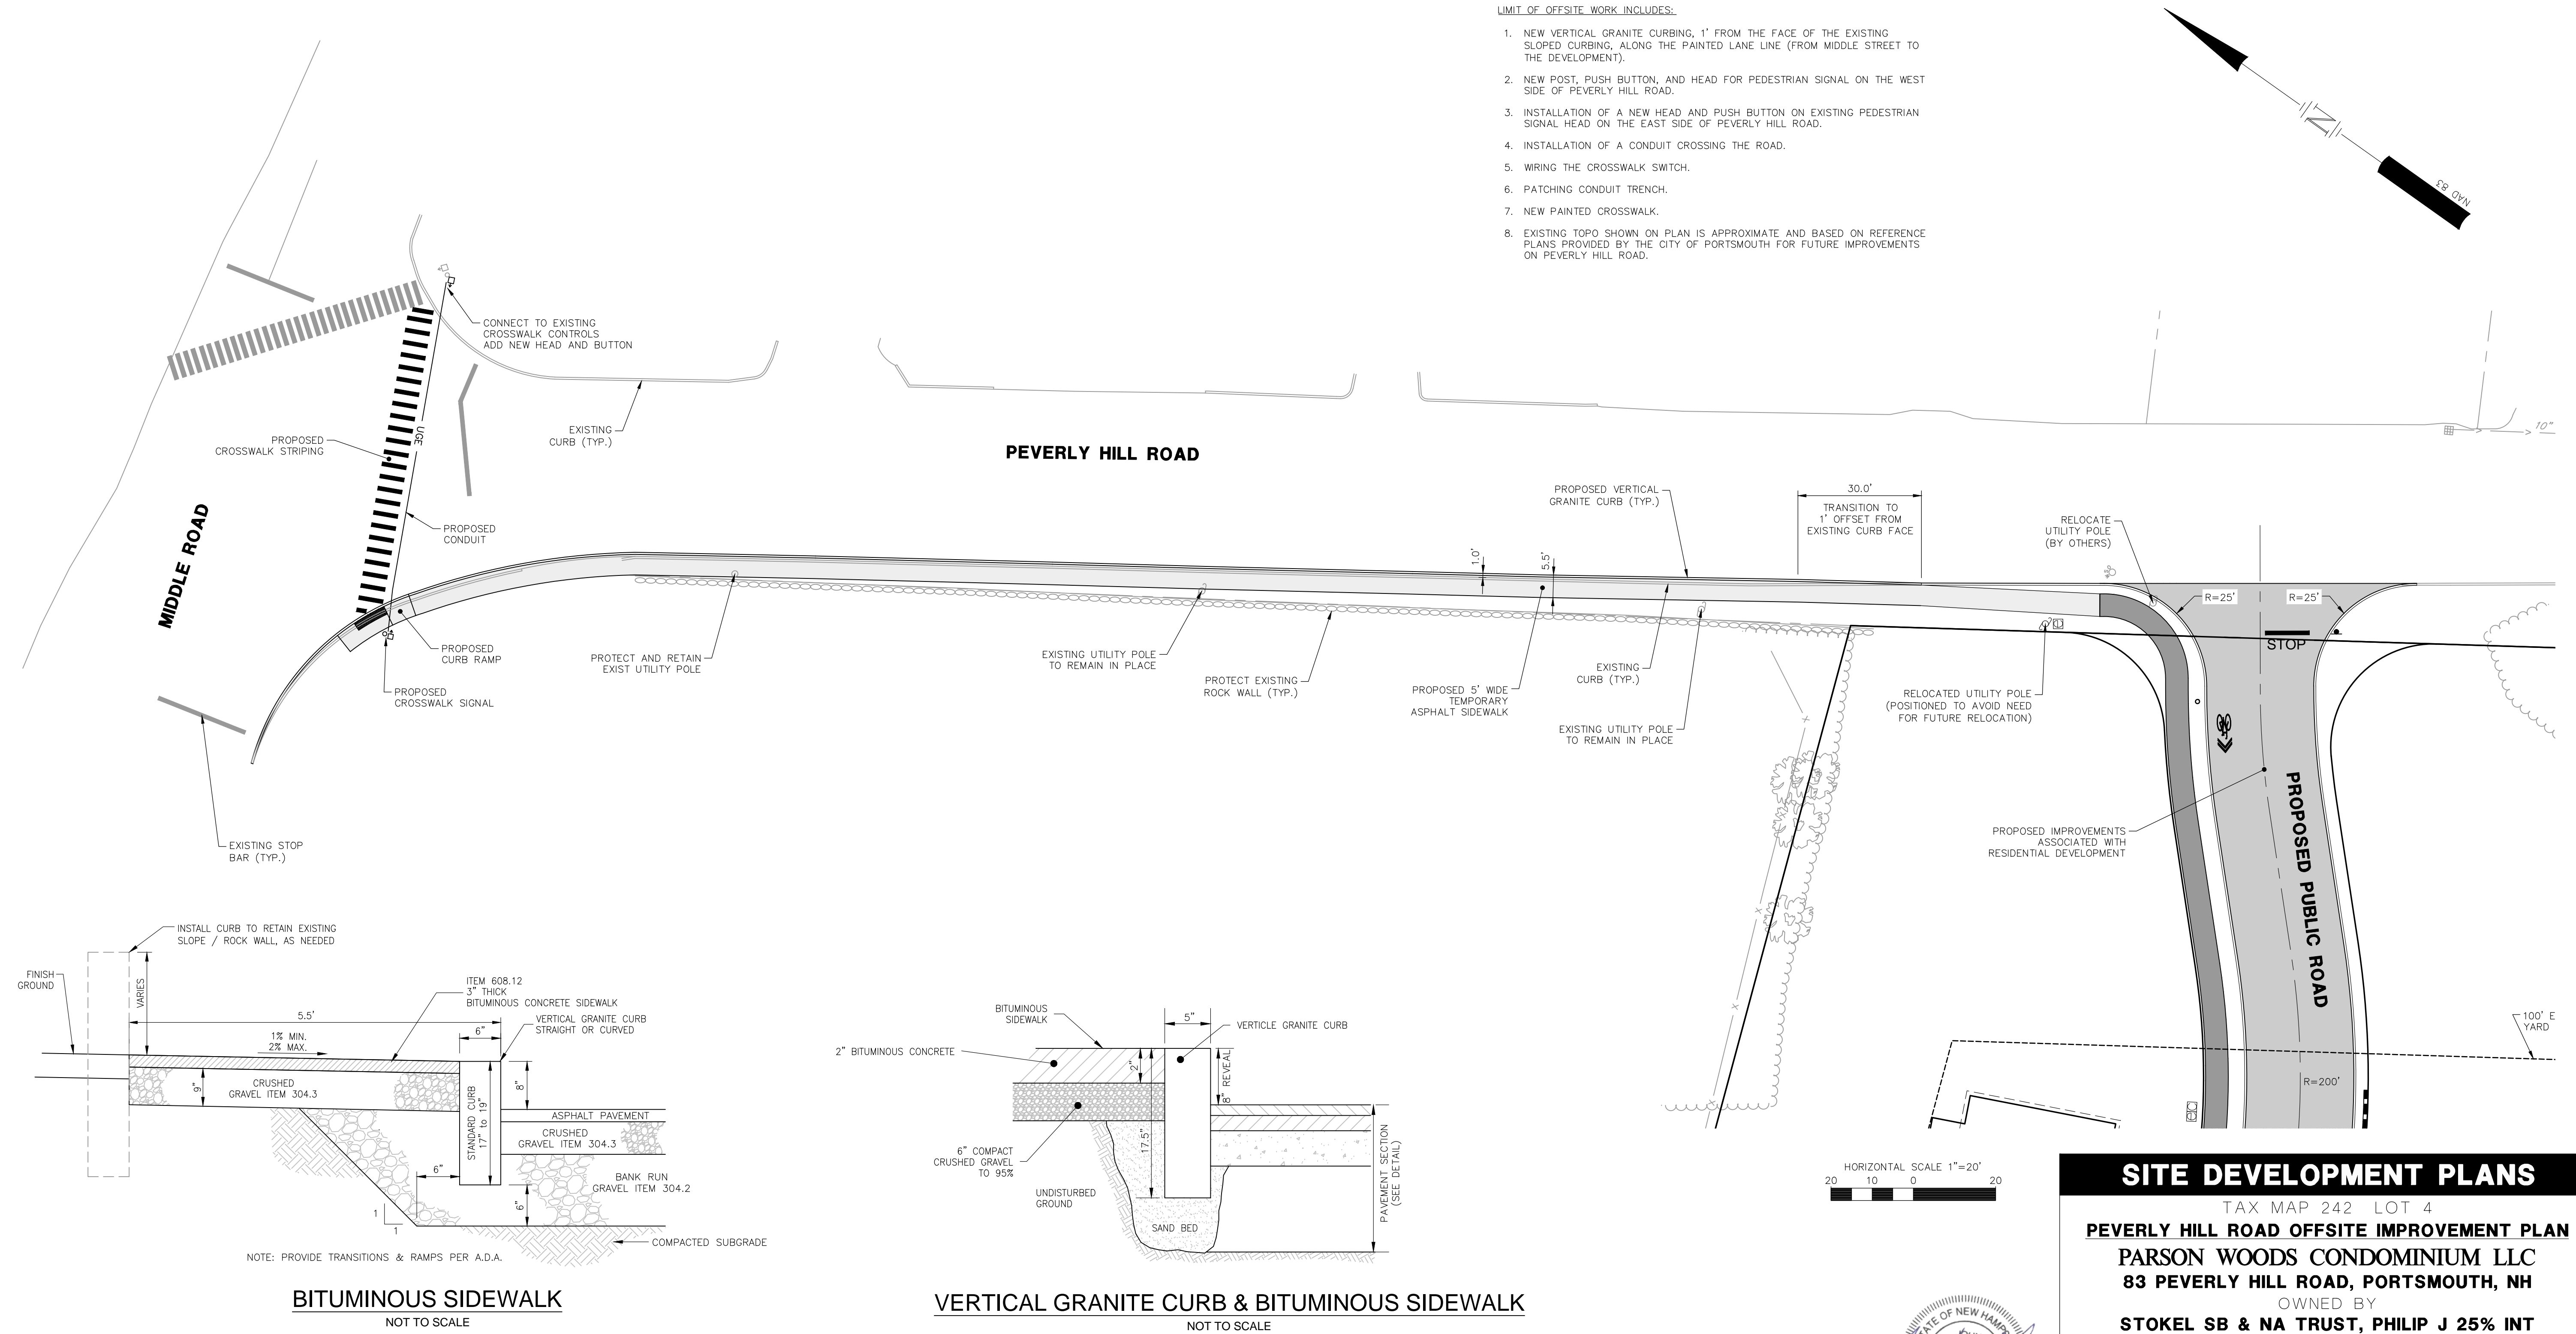 LIMIT OF OFFSITE WORK INCLUDES:
1. NEW VERTICAL GRANITE CURBING, 1' FROM THE FACE OF THE EXISTING
SLOPED CURBING, ALONG THE PAINTED LANE LINE (FROM MIDDLE STREET TO
THE DEVELOPMENT).
2. NEW POST, PUSH BUTTON, AND HEAD FOR PEDESTRIAN SIGNAL ON THE WEST
SIDE OF PEVERLY HILL ROAD.
3. INSTALLATION OF A NEW HEAD AND PUSH BUTTON ON EXISTING PEDESTRIAN
SIGNAL HEAD ON THE EAST SIDE OF PEVERLY HILL ROAD.
4. INSTALLATION OF A CONDUIT CROSSING THE ROAD.
5. WIRING THE CROSSWALK SWITCH.
6. PATCHING CONDUIT TRENCH.
7. NEW PAINTED CROSSWALK.
8. EXISTING TOPO SHOWN ON PLAN IS APPROXIMATE AND BASED ON REFERENCE
PLANS PROVIDED BY THE CITY OF PORTSMOUTH FOR FUTURE IMPROVEMENTS
ON PEVERLY HILL ROAD.
N
NAD 83
CONNECT TO EXISTING
CROSSWALK CONTROLS
ADD NEW HEAD AND BUTTON
UGE
EXISTING
CURB (TYP.)
PROPOSED
CROSSWALK STRIPING
PEVERLY HILL ROAD
10"
MIDDLE ROAD
PROPOSED
CONDUIT
PROPOSED VERTICAL
GRANITE CURB (TYP.)
30.0'
TRANSITION TO
1' OFFSET FROM
EXISTING CURB FACE
RELOCATE
UTILITY POLE
(BY OTHERS)
1.0'
5.5'
R=25'
R=25'
STOP
PROPOSED
CURB RAMP
PROPOSED
CROSSWALK SIGNAL
PROTECT AND RETAIN
EXIST UTILITY POLE
EXISTING UTILITY POLE
TO REMAIN IN PLACE
PROTECT EXISTING
ROCK WALL (TYP.)
PROPOSED 5' WIDE
TEMPORARY
ASPHALT SIDEWALK
EXISTING
CURB (TYP.)
EXISTING UTILITY POLE
TO REMAIN IN PLACE
RELOCATED UTILITY POLE
(POSITIONED TO AVOID NEED
FOR FUTURE RELOCATION)
X
X
X
X
EXISTING STOP
BAR (TYP.)
PROPOSED IMPROVEMENTS
ASSOCIATED WITH
RESIDENTIAL DEVELOPMENT
PROPOSED PUBLIC ROAD
100' E
YARD
R=200'
INSTALL CURB TO RETAIN EXISTING
SLOPE / ROCK WALL, AS NEEDED
FINISH
GROUND
VARIES
ITEM 608.12
3" THICK
BITUMINOUS CONCRETE SIDEWALK
5.5'
6"
VERTICAL GRANITE CURB
STRAIGHT OR CURVED
1% MIN.
2% MAX.
9"
CRUSHED
GRAVEL ITEM 304.3
8"
STANDARD CURB
17" to 19"
ASPHALT PAVEMENT
CRUSHED
GRAVEL ITEM 304.3
6"
BANK RUN
GRAVEL ITEM 304.2
6"
1
1
COMPACTED SUBGRADE
NOTE: PROVIDE TRANSITIONS & RAMPS PER A.D.A.
BITUMINOUS SIDEWALK
NOT TO SCALE
BITUMINOUS
SIDEWALK
5"
VERTICLE GRANITE CURB
2" BITUMINOUS CONCRETE
2"
8" REVEAL
17.5"
6" COMPACT
CRUSHED GRAVEL
TO 95%
UNDISTURBED
GROUND
SAND BED
PAVEMENT SECTION
(SEE DETAIL)
VERTICAL GRANITE CURB & BITUMINOUS SIDEWALK
NOT TO SCALE
HORIZONTAL SCALE 1"=20'
20 10 0 20
SITE DEVELOPMENT PLANS
TAX MAP 242 LOT 4
PEVERLY HILL ROAD OFFSITE IMPROVEMENT PLAN
PARSON WOODS CONDOMINIUM LLC
83 PEVERLY HILL ROAD, PORTSMOUTH, NH
OWNED BY
STOKEL SB & NA TRUST, PHILIP J 25% INT
OF NEW HAMP